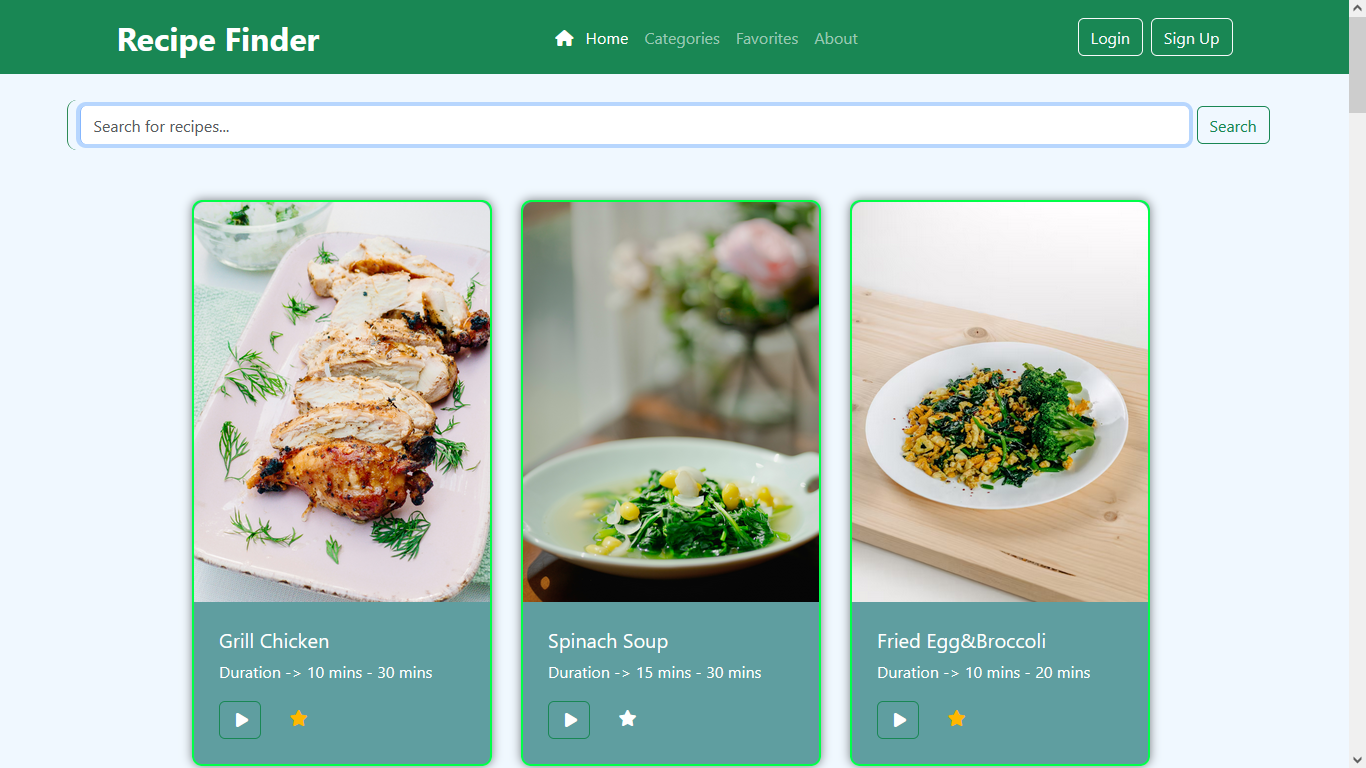 Recipe Finder
Home Categories Favorites About
Login Sign Up
Search for recipes...
Search
Grill Chicken
Duration -> 10 mins - 30 mins
Spinach Soup
Duration -> 15 mins - 30 mins
Fried Egg&Broccoli
Duration -> 10 mins - 20 mins